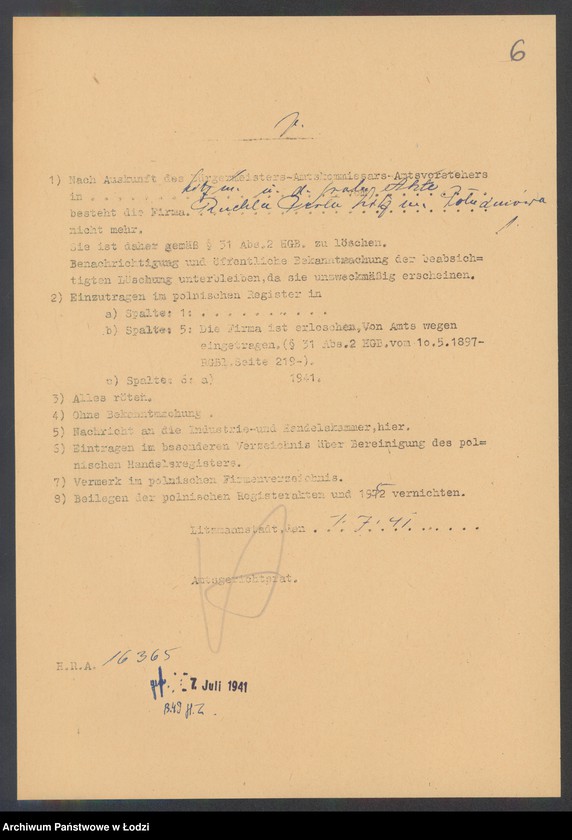 6
1) Nach Auskunft des Bürgermeisters-Amtskommissars-Amtsvorstehers
in . . . . . . . u. d.
besteht die Firma.
nicht mehr.
Sie ist daher gemäß § 31 Abs.2 HGB. zu löschen.
Benachrichtigung und Öffentliche Bekanntmachung der beabsich=
tigten Löschung unterbleiben,da sie unzweckmäßig erscheinen.
2) Einzutragen im polnischen Register in
a) Spalte: 1: . . . . . . . . . . .
b) Spalte: 5: Die Firma ist erloschen,Von Amts wegen
eingetragen.(§ 31 Abs.2 HGB.vom 10.5.1897-
RGBl.Seite 219-).
c) Spalte: 6: a) 1941.
3) Alles röten.
4) Ohne Bekanntmachung .
5) Nachricht an die Industrie-und Handelskammer,hier.
6) Eintragen im besonderen Verzeichnis über Bereinigung des pol=
nischen Handelsregisters.
7) Vermerk im polnischen Firmenverzeichnis.
8) Beilagen der polnischen Registerakten und vernichten.
Litzmannstadt,den 7.7.41
Amtsgerichtsrat.
H.R.A. 16365
7. Juli 1941
Archiwum Państwowe w Łodzi